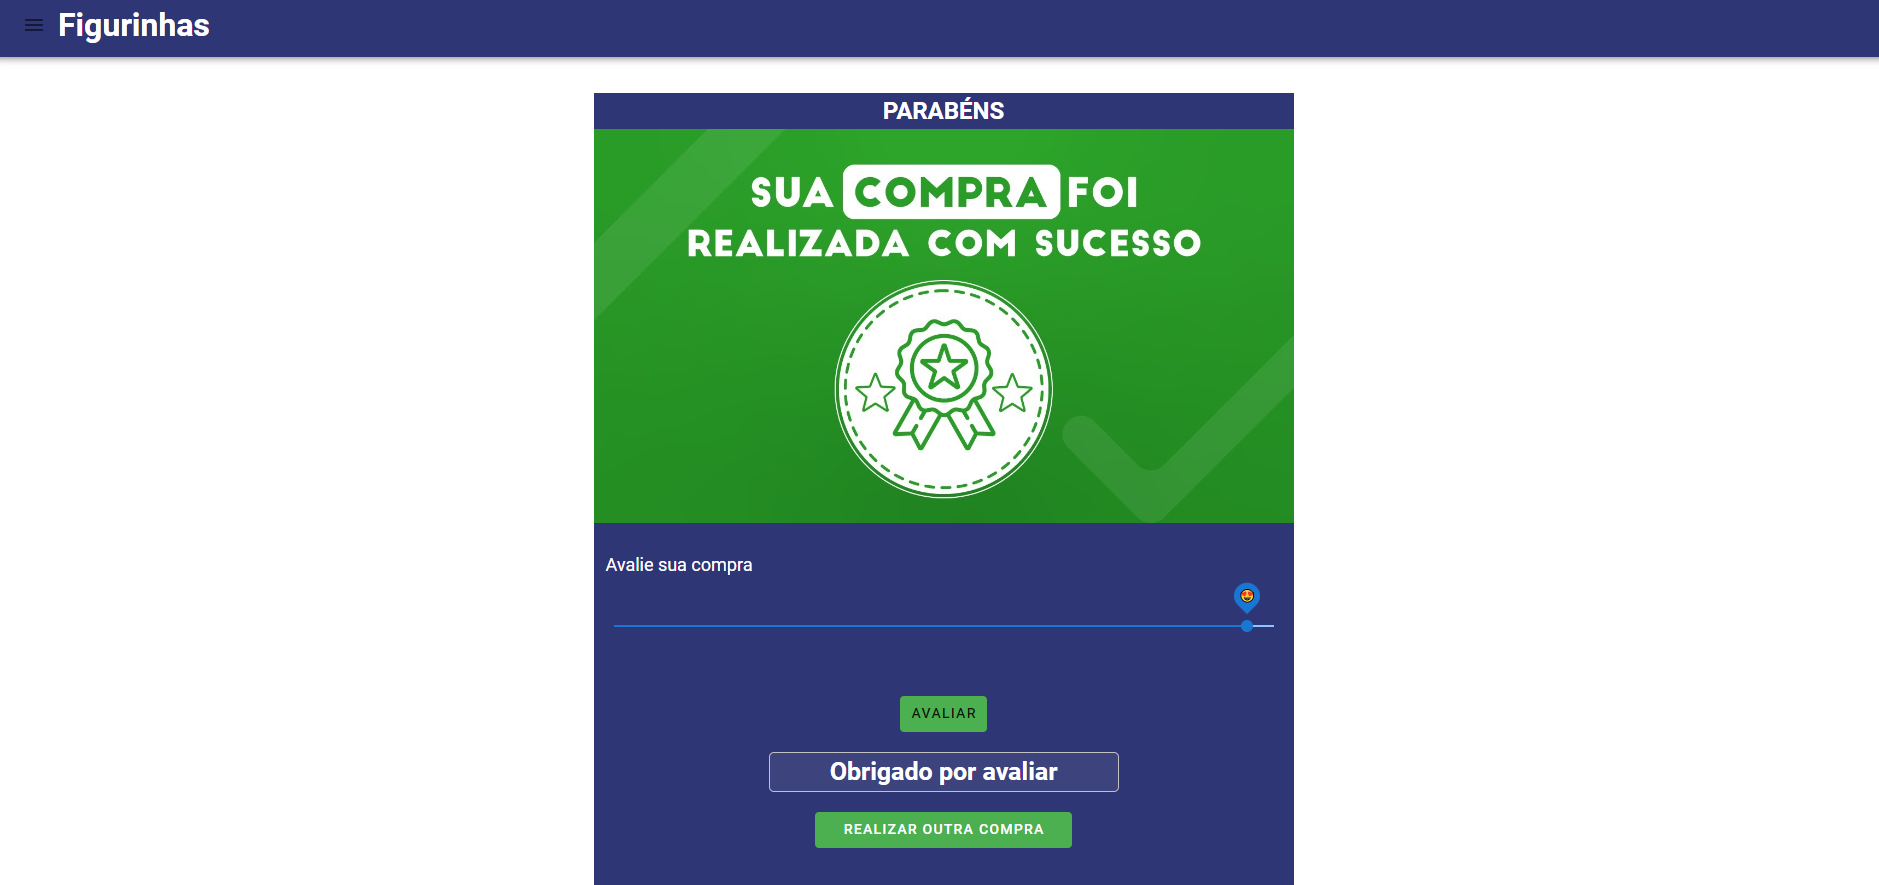 Figurinhas
PARABÉNS
SUA COMPRA FOI
REALIZADA COM SUCESSO
Avalie sua compra
AVALIAR
Obrigado por avaliar
REALIZAR OUTRA COMPRA